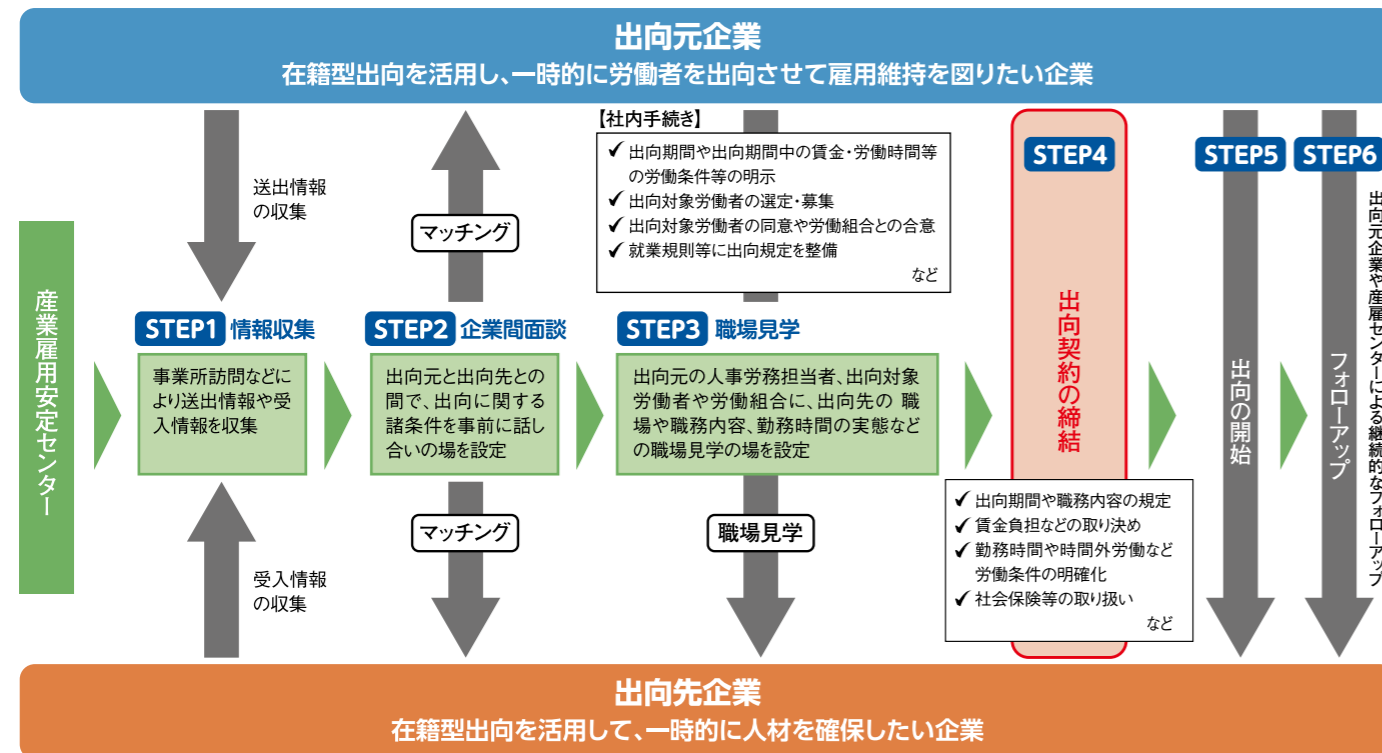 出向元企業
在籍型出向を活用し、一時的に労働者を出向させて雇用維持を図りたい企業
産業雇用安定センター
送出情報
の収集
STEP1 情報収集
事業所訪問などに
より送出情報や受
入情報を収集
受入情報
の収集
マッチング
STEP2 企業間面談
出向元と出向先との
間で、出向に関する
諸条件を事前に話し
合いの場を設定
マッチング
【社内手続き】
✓ 出向期間や出向期間中の賃金・労働時間等
の労働条件等の明示
✓ 出向対象労働者の選定・募集
✓ 出向対象労働者の同意や労働組合との合意
✓ 就業規則等に出向規定を整備
など
STEP3 職場見学
出向元の人事労務担当者、出向対象
労働者や労働組合に、出向先の 職
場や職務内容、勤務時間の実態など
の職場見学の場を設定
職場見学
STEP4
出向契約の締結
✓ 出向期間や職務内容の規定
✓ 賃金負担などの取り決め
✓ 勤務時間や時間外労働など
労働条件の明確化
✓ 社会保険等の取り扱い
など
STEP5
出向の開始
STEP6
フォローアップ
出向元企業や産雇センターによる継続的なフォローアップ
出向先企業
在籍型出向を活用して、一時的に人材を確保したい企業